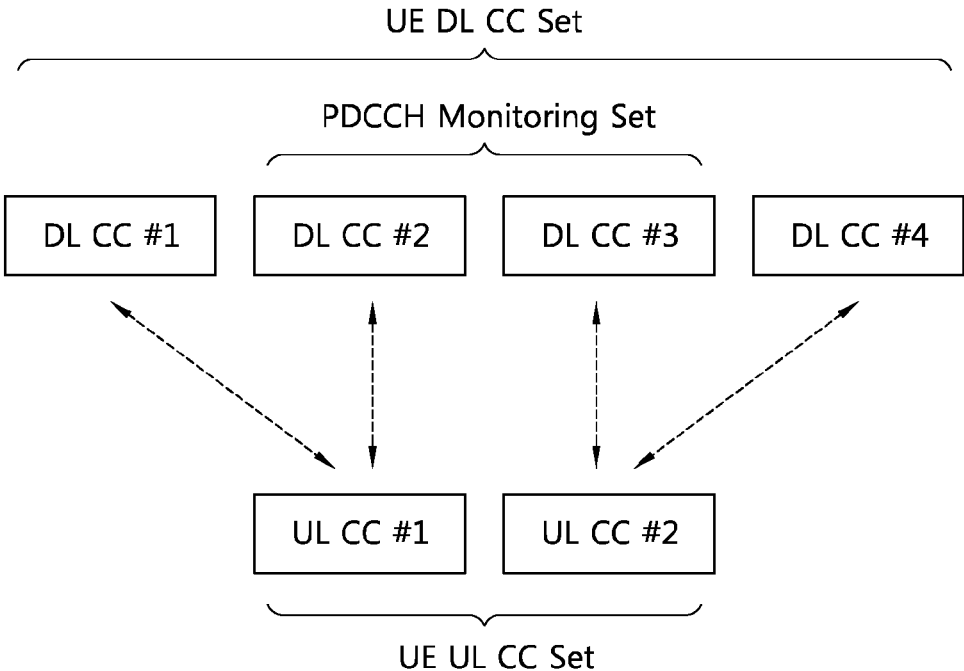 UE DL CC Set
PDCCH Monitoring Set
DL CC #1 DL CC #2 DL CC #3 DL CC #4
UL CC #1 UL CC #2
UE UL CC Set